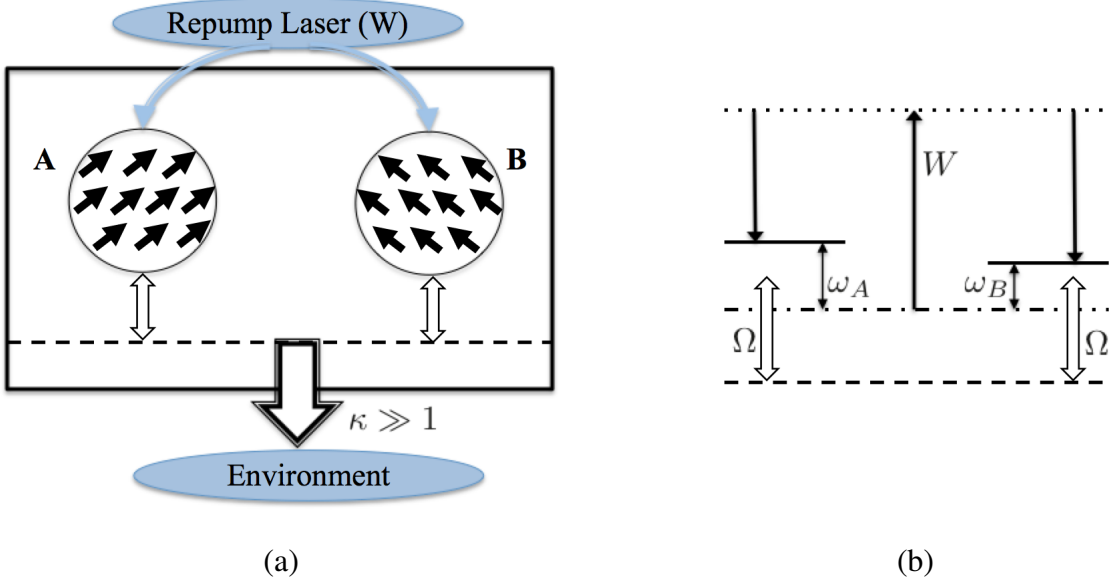 Repump Laser (W)
A
B
κ ≫ 1
Environment
(a)
W
ω_A
ω_B
Ω
Ω
(b)